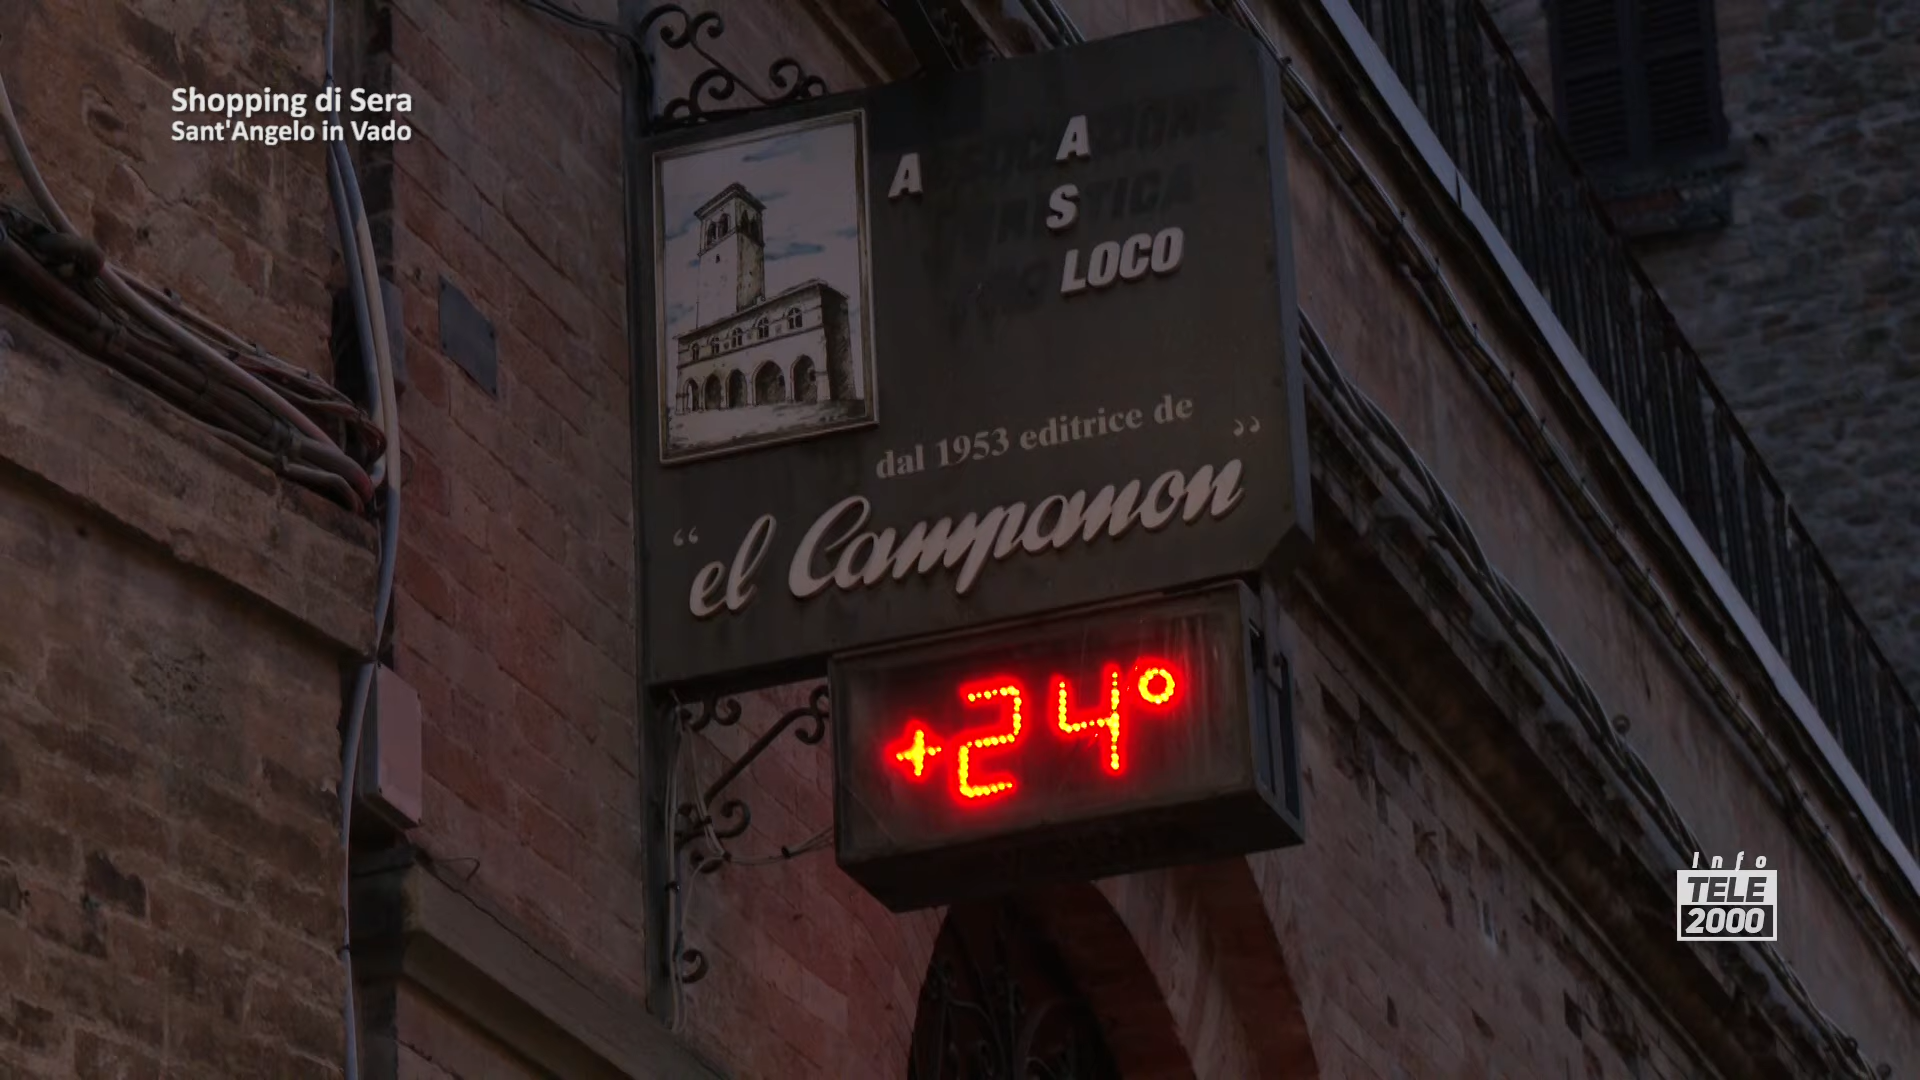 Shopping di Sera
Sant'Angelo in Vado
A A
S
LOCO
dal 1953 editrice de
“el Campanon”
+24°
Info
TELE
2000